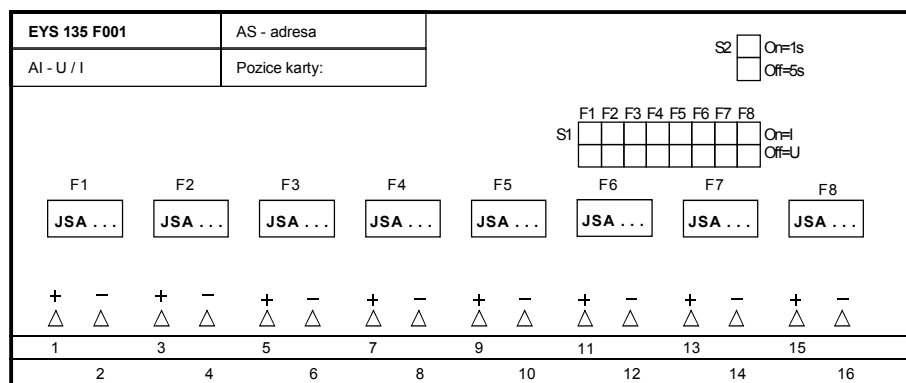 EYS 135 F001 AS - adresa
AI - U / I Pozice karty:
S2 On=1s
Off=5s
F1 F2 F3 F4 F5 F6 F7 F8
S1 On=I
Off=U
F1 F2 F3 F4 F5 F6 F7 F8
JSA . . . JSA . . . JSA . . . JSA . . . JSA . . . JSA . . . JSA . . . JSA . . .
+ − + − + − + − + − + − + − + −
1 3 5 7 9 11 13 15
2 4 6 8 10 12 14 16